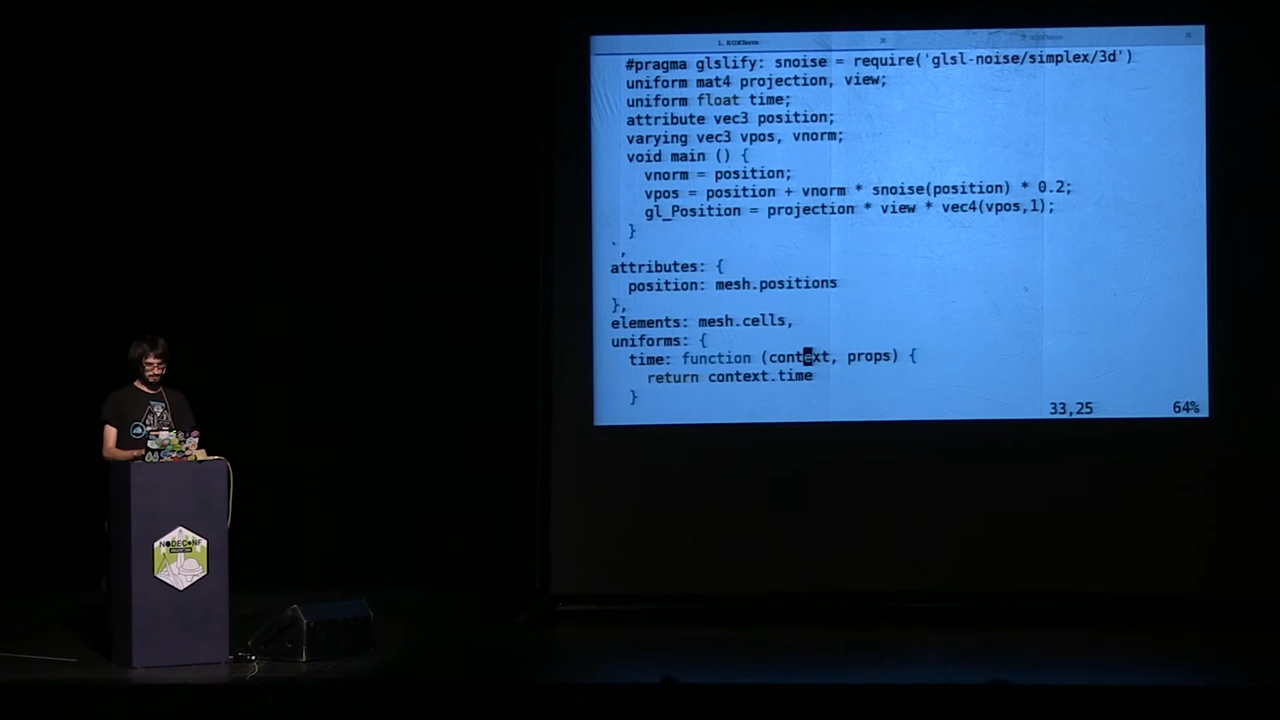 1. ROXTerm
#pragma glslify: snoise = require('glsl-noise/simplex/3d')
uniform mat4 projection, view;
uniform float time;
attribute vec3 position;
varying vec3 vpos, vnorm;
void main () {
vnorm = position;
vpos = position + vnorm * snoise(position) * 0.2;
gl_Position = projection * view * vec4(vpos,1);
}
`,
attributes: {
position: mesh.positions
},
elements: mesh.cells,
uniforms: {
time: function (context, props) {
return context.time
}
33,25 64%
NODECONF